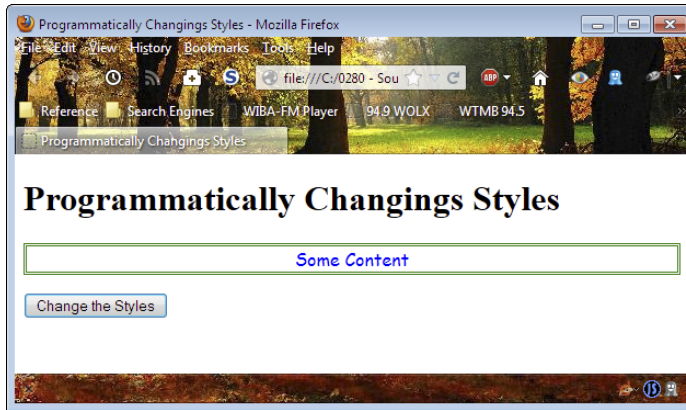 Programmatically Changings Styles - Mozilla Firefox
File Edit View History Bookmarks Tools Help
S file:///C:/0280 - Sou ABP
Reference Search Engines WIBA-FM Player 94.9 WOLX WTMB 94.5
Programmatically Chahgings Styles
Programmatically Changings Styles
Some Content
Change the Styles
JS